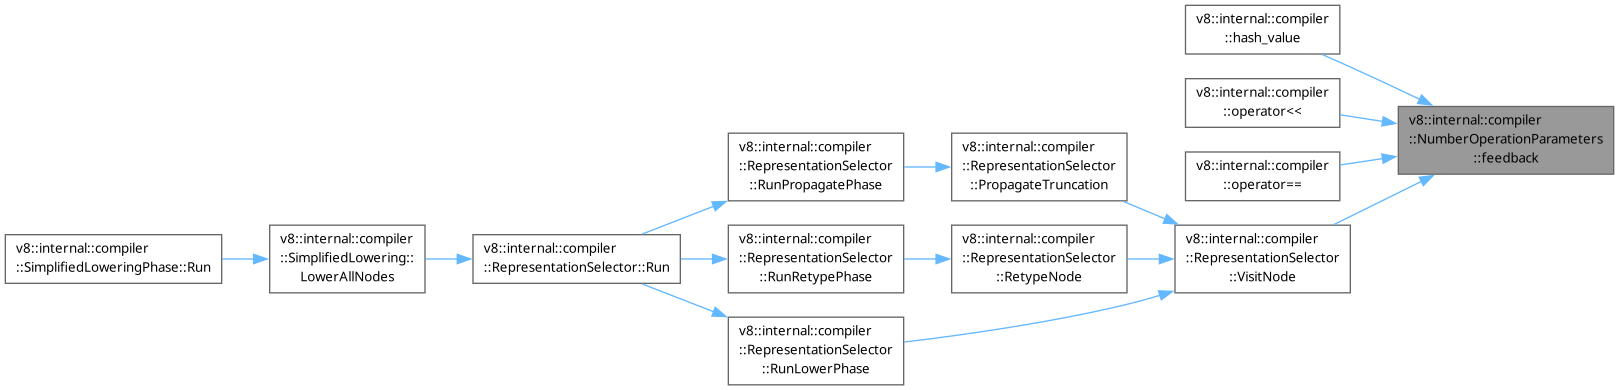 v8::internal::compiler
::SimplifiedLoweringPhase::Run
v8::internal::compiler
::SimplifiedLowering::
LowerAllNodes
v8::internal::compiler
::RepresentationSelector::Run
v8::internal::compiler
::RepresentationSelector
::RunPropagatePhase
v8::internal::compiler
::RepresentationSelector
::RunRetypePhase
v8::internal::compiler
::RepresentationSelector
::RunLowerPhase
v8::internal::compiler
::RepresentationSelector
::PropagateTruncation
v8::internal::compiler
::RepresentationSelector
::RetypeNode
v8::internal::compiler
::hash_value
v8::internal::compiler
::operator<<
v8::internal::compiler
::operator==
v8::internal::compiler
::RepresentationSelector
::VisitNode
v8::internal::compiler
::NumberOperationParameters
::feedback